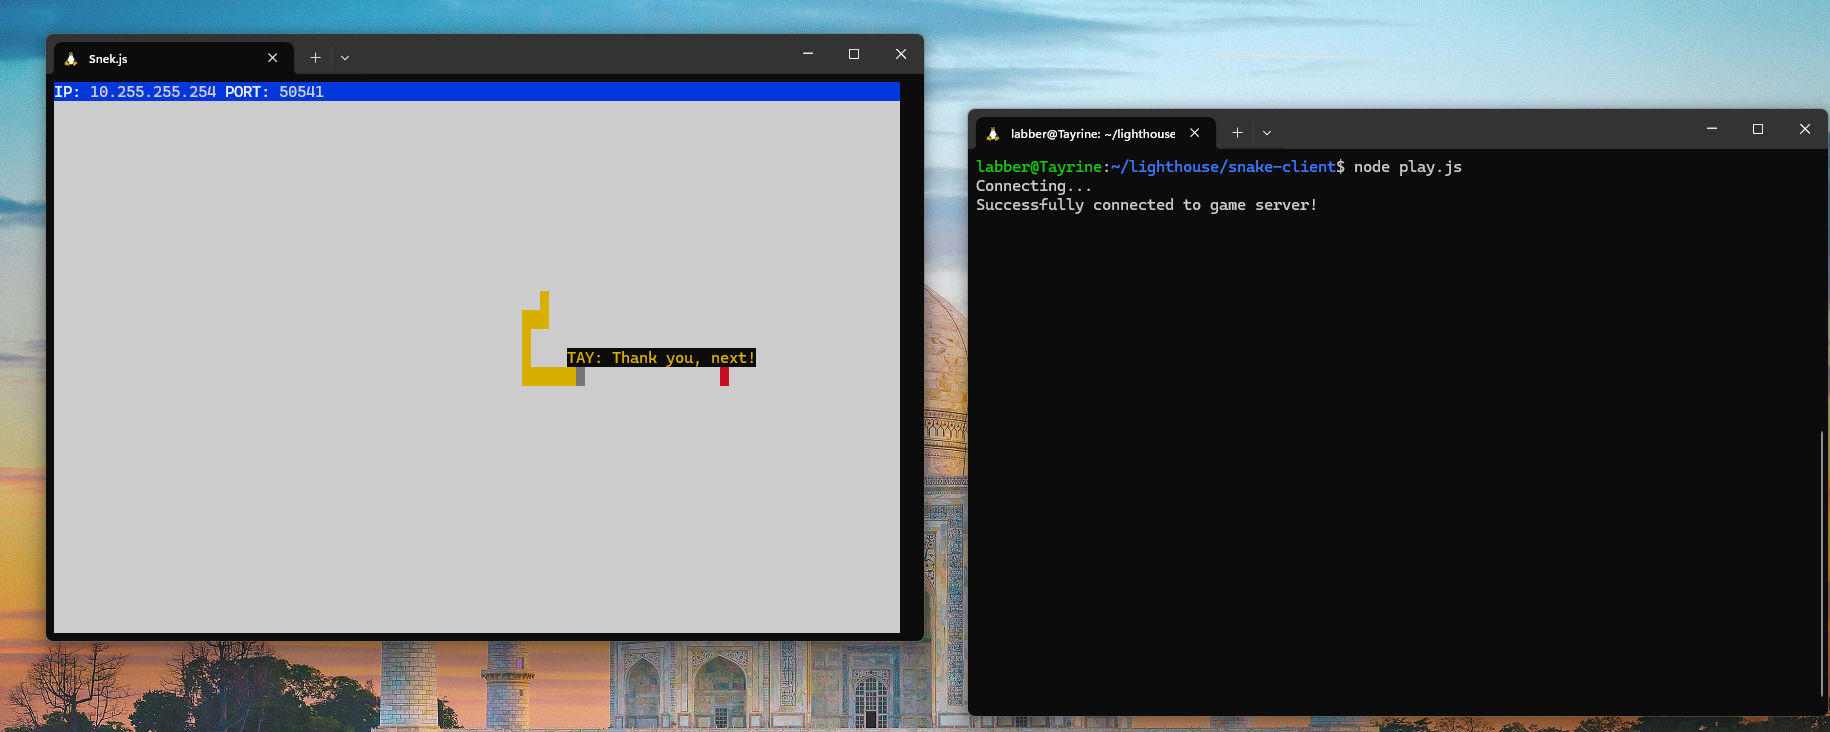 Snek.js
IP: 10.255.255.254 PORT: 50541
TAY: Thank you, next!
labber@Tayrine: ~/lighthouse
labber@Tayrine:~/lighthouse/snake-client$ node play.js
Connecting...
Successfully connected to game server!